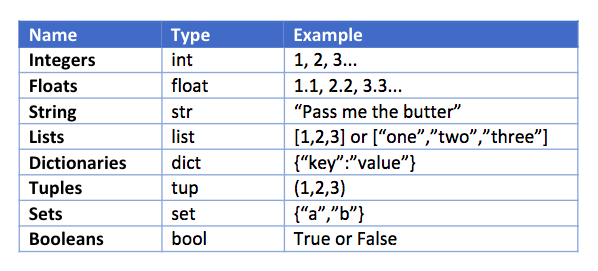 Name Type Example
Integers int 1, 2, 3...
Floats float 1.1, 2.2, 3.3...
String str “Pass me the butter”
Lists list [1,2,3] or [“one”,”two”,”three”]
Dictionaries dict {“key”:”value”}
Tuples tup (1,2,3)
Sets set {“a”,”b”}
Booleans bool True or False